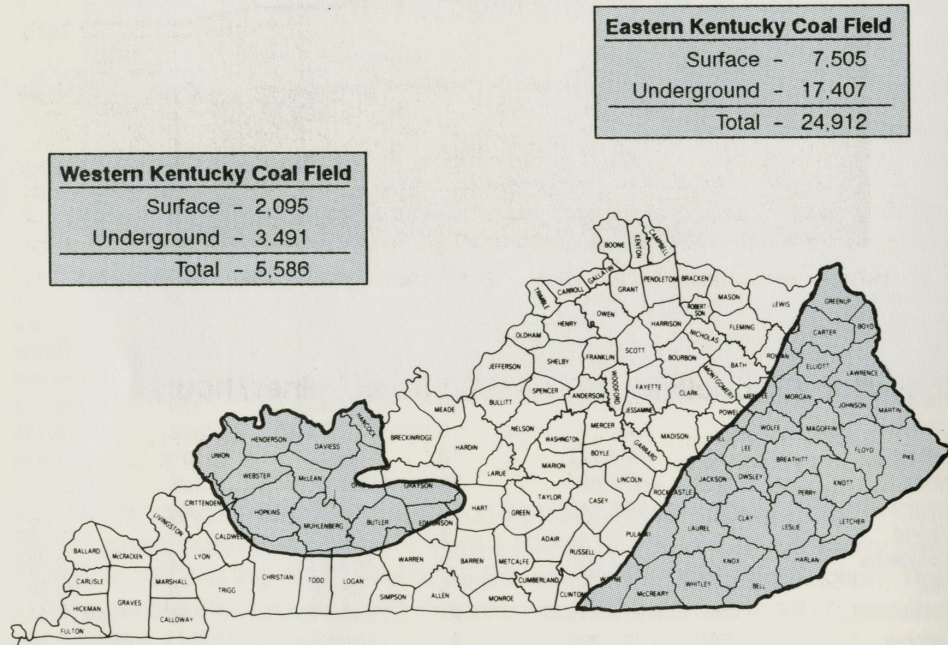 Eastern Kentucky Coal Field
Surface - 7,505
Underground - 17,407
Total - 24,912
Western Kentucky Coal Field
Surface - 2,095
Underground - 3,491
Total - 5,586
BOONE
KENTON
CAMPBELL
GALLATIN
GRANT
PENDLETON
BRACKEN
MASON
LEWIS
GREENUP
TRIMBLE
CARROLL
OWEN
ROBERTSON
CARTER
BOYD
OLDHAM
HENRY
HARRISON
NICHOLAS
FLEMING
ROWAN
ELLIOTT
LAWRENCE
JEFFERSON
SHELBY
FRANKLIN
SCOTT
BOURBON
BATH
MEADE
BULLITT
SPENCER
ANDERSON
WOODFORD
FAYETTE
CLARK
MONTGOMERY
MORGAN
JOHNSON
MARTIN
HANCOCK
BRECKINRIDGE
HARDIN
NELSON
WASHINGTON
MERCER
JESSAMINE
MADISON
POWELL
WOLFE
MAGOFFIN
FLOYD
PIKE
UNION
HENDERSON
DAVIESS
WEBSTER
McLEAN
GRAYSON
LARUE
MARION
BOYLE
GARRARD
LEE
BREATHITT
KNOTT
CRITTENDEN
HOPKINS
MUHLENBERG
BUTLER
EDMONSON
HART
GREEN
TAYLOR
CASEY
LINCOLN
ROCKCASTLE
JACKSON
OWSLEY
PERRY
LETCHER
LIVINGSTON
CALDWELL
LYON
WARREN
BARREN
METCALFE
ADAIR
RUSSELL
PULASKI
LAUREL
CLAY
LESLIE
BALLARD
McCRACKEN
CARLISLE
MARSHALL
TRIGG
CHRISTIAN
TODD
LOGAN
SIMPSON
ALLEN
MONROE
CUMBERLAND
CLINTON
WAYNE
McCREARY
WHITLEY
KNOX
BELL
HARLAN
HICKMAN
GRAVES
CALLOWAY
FULTON